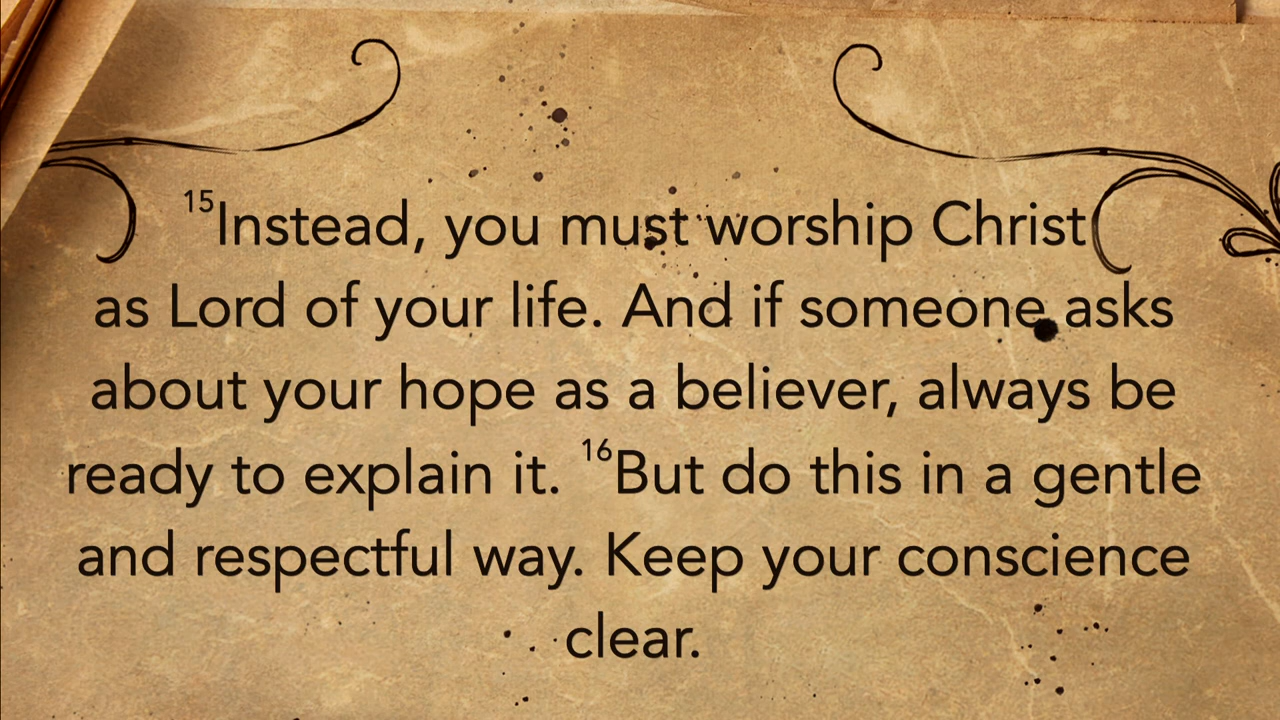 15Instead, you must worship Christ
as Lord of your life. And if someone asks
about your hope as a believer, always be
ready to explain it. 16But do this in a gentle
and respectful way. Keep your conscience
clear.